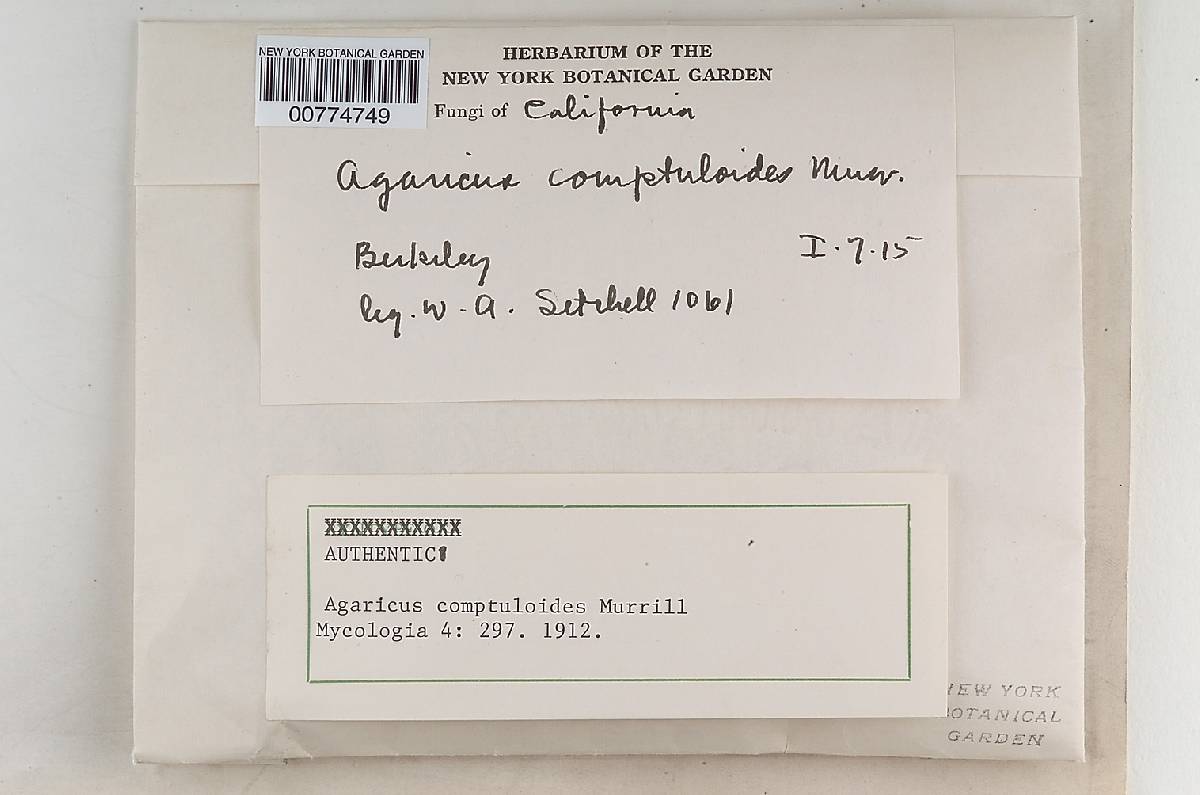 NEW YORK BOTANICAL GARDEN
00774749
HERBARIUM OF THE
NEW YORK BOTANICAL GARDEN
Fungi of California
Agaricus comptuloides Murr.
Berkeley I.7.15
leg. W. A. Setchell 1061
XXXXXXXXXXX
AUTHENTIC
Agaricus comptuloides Murrill
Mycologia 4: 297. 1912.
NEW YORK
BOTANICAL
GARDEN